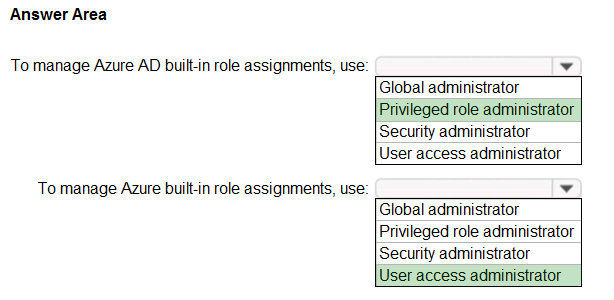 Answer Area
To manage Azure AD built-in role assignments, use:
Global administrator
Privileged role administrator
Security administrator
User access administrator
To manage Azure built-in role assignments, use:
Global administrator
Privileged role administrator
Security administrator
User access administrator